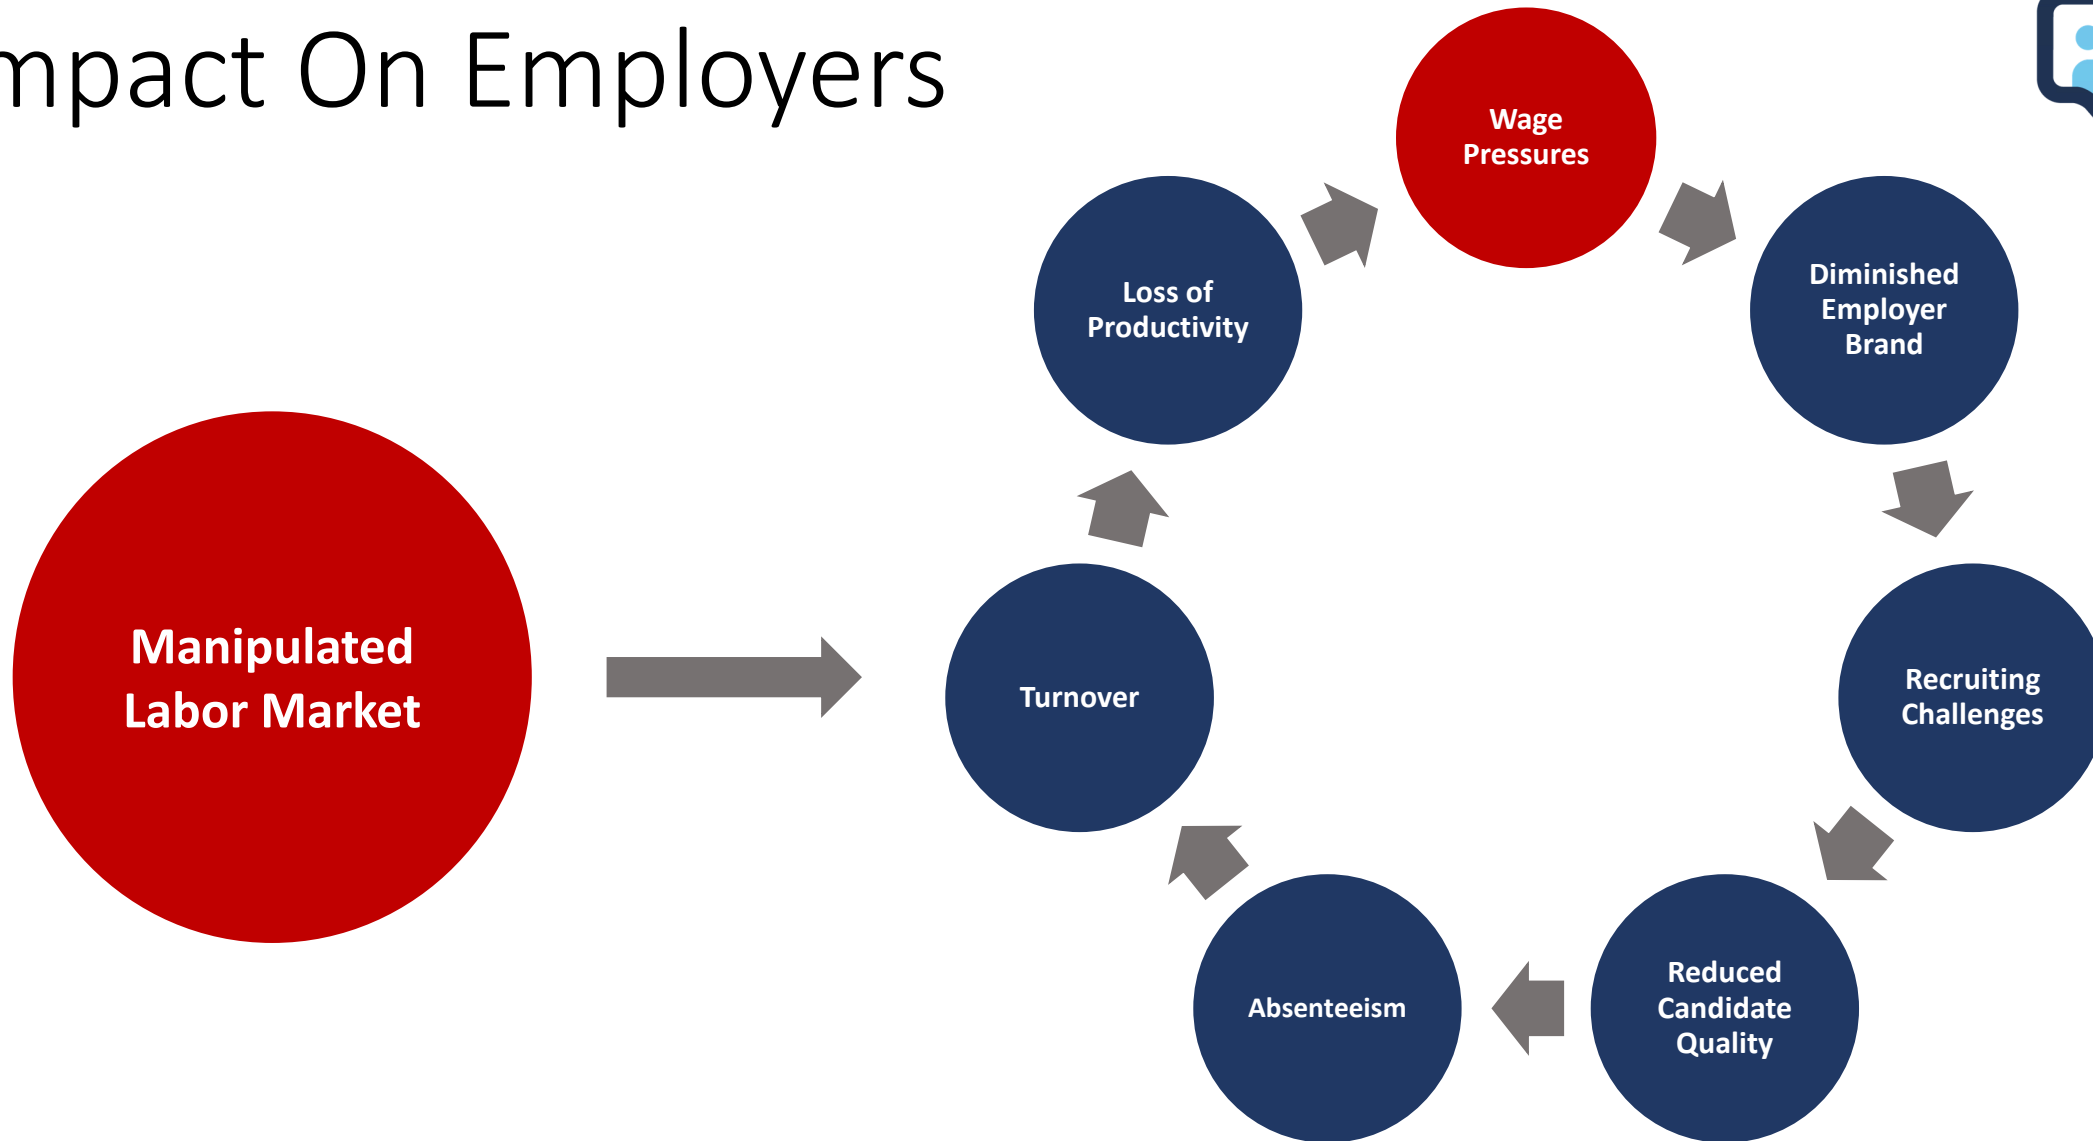 mpact On Employers
Wage
Pressures
Diminished
Employer
Brand
Recruiting
Challenges
Reduced
Candidate
Quality
Absenteeism
Turnover
Loss of
Productivity
Manipulated
Labor Market